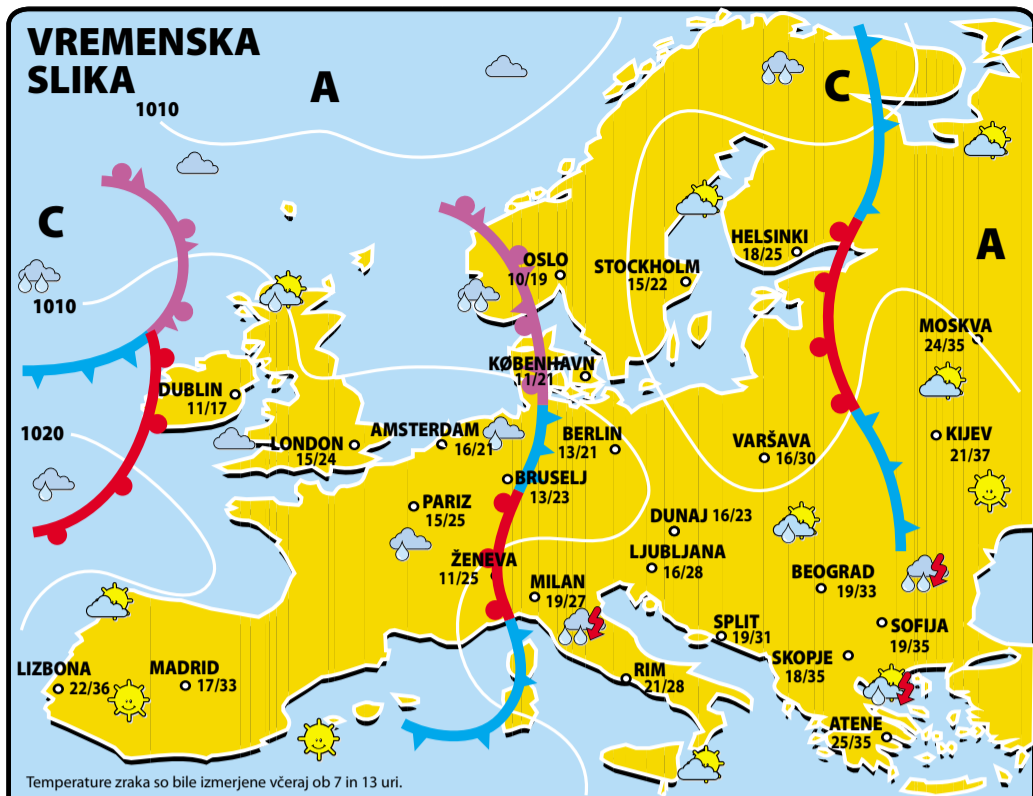 VREMENSKA
SLIKA
A
1010
C
C
1010
A
HELSINKI
18/25
OSLO
10/19
STOCKHOLM
15/22
MOSKVA
24/35
KØBENHAVN
11/21
DUBLIN
11/17
1020
LONDON
15/24
AMSTERDAM
16/21
BERLIN
13/21
VARŠAVA
16/30
KIJEV
21/37
BRUSELJ
13/23
PARIZ
15/25
DUNAJ 16/23
LJUBLJANA
16/28
ŽENEVA
11/25
MILAN
19/27
BEOGRAD
19/33
SPLIT
19/31
SOFIJA
19/35
SKOPJE
18/35
LIZBONA
22/36
MADRID
17/33
RIM
21/28
ATENE
25/35
Temperature zraka so bile izmerjene včeraj ob 7 in 13 uri.